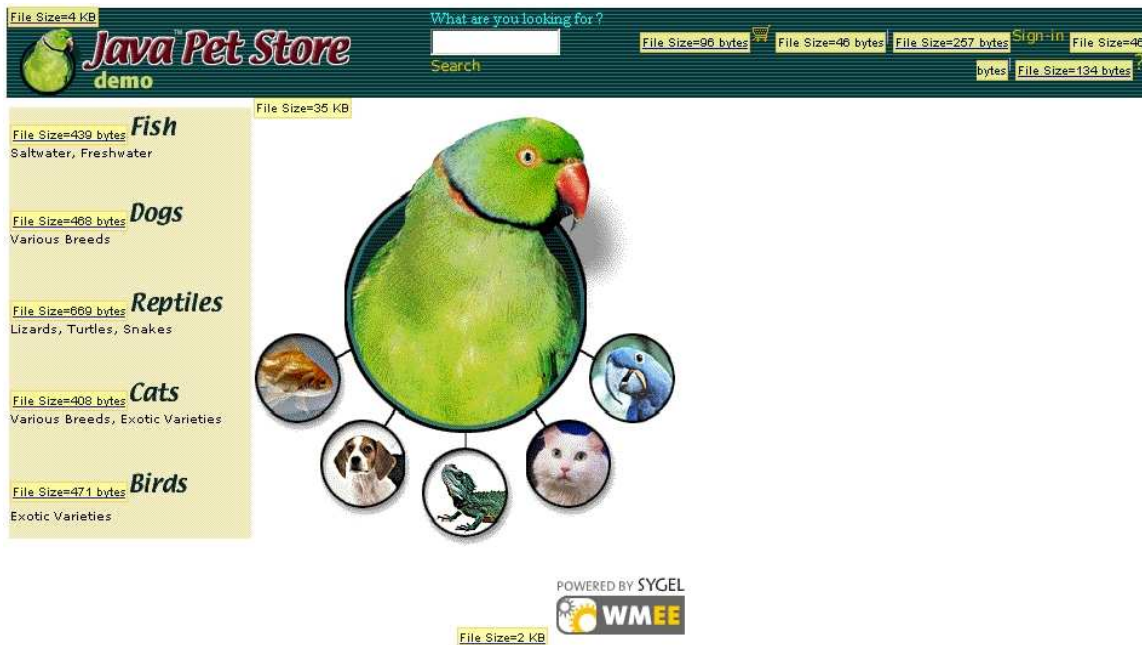 File Size=4 KB
Java™ Pet Store
demo
What are you looking for ?
Search
File Size=96 bytes File Size=46 bytes File Size=257 bytes Sign-in File Size=46
bytes File Size=134 bytes ?
File Size=35 KB
File Size=439 bytes Fish
Saltwater, Freshwater
File Size=468 bytes Dogs
Various Breeds
File Size=669 bytes Reptiles
Lizards, Turtles, Snakes
File Size=408 bytes Cats
Various Breeds, Exotic Varieties
File Size=471 bytes Birds
Exotic Varieties
POWERED BY SYGEL
WMEE
File Size=2 KB